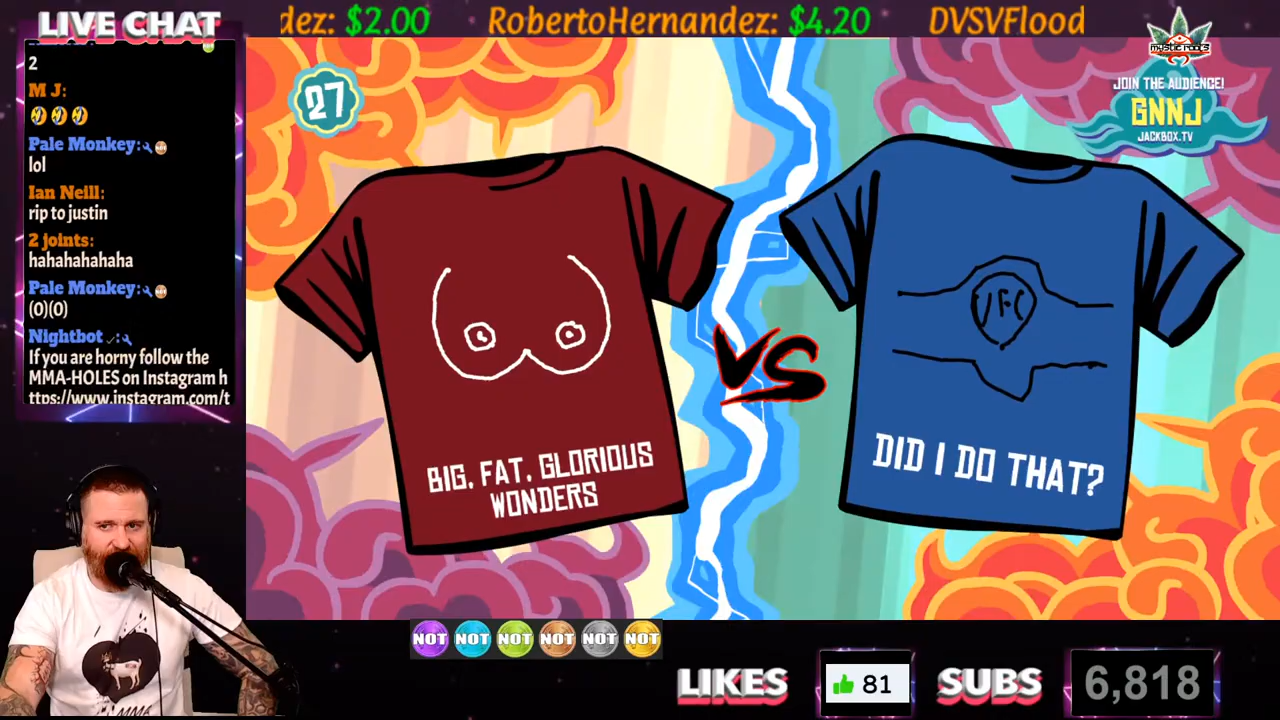 LIVE CHAT
dez: $2.00 RobertoHernandez: $4.20 DVSVFlood
2
M J:
Pale Monkey:
lol
Ian Neill:
rip to justin
2 joints:
hahahahahaha
Pale Monkey:
(0)(0)
Nightbot
If you are horny follow the
MMA-HOLES on Instagram h
ttps://www.instagram.com/t
27
MYSTIC ROOTS
JOIN THE AUDIENCE!
GNNJ
JACKBOX.TV
BIG, FAT, GLORIOUS
WONDERS
VS
UFC
DID I DO THAT?
NOT NOT NOT NOT NOT NOT
LIKES 81 SUBS 6,818